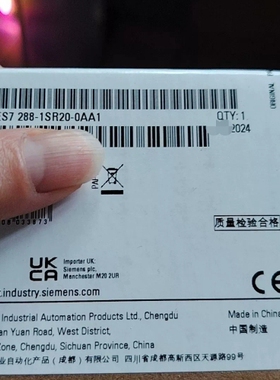 ES7 288-1SR20-0AA1
QTY: 1
2024
质量检验合格
UK
CA
Importer UK:
Siemens plc.
Manchester M20 2UR
CE
.industry.siemens.com
Industrial Automation Products Ltd., Chengdu
an Yuan Road, West District,
Zone, Chengdu, Sichuan Province, China
业自动化产品（成都）有限公司 四川省成都高新西区天源路99号
Made in China
中国制造